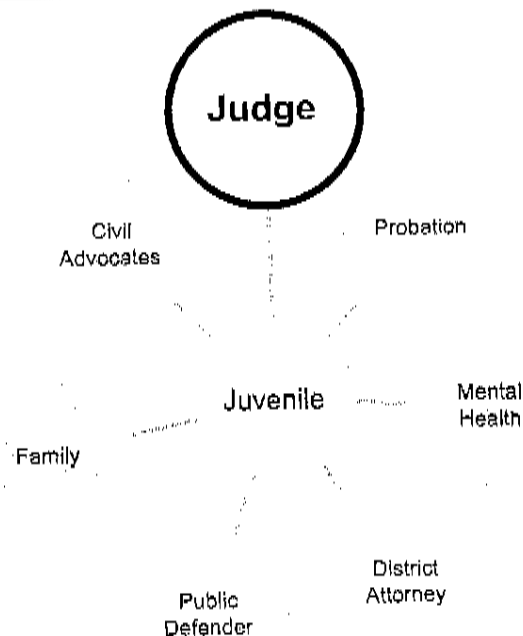 Judge
Civil
Advocates
Probation
Juvenile
Mental
Health
Family
District
Attorney
Public
Defender